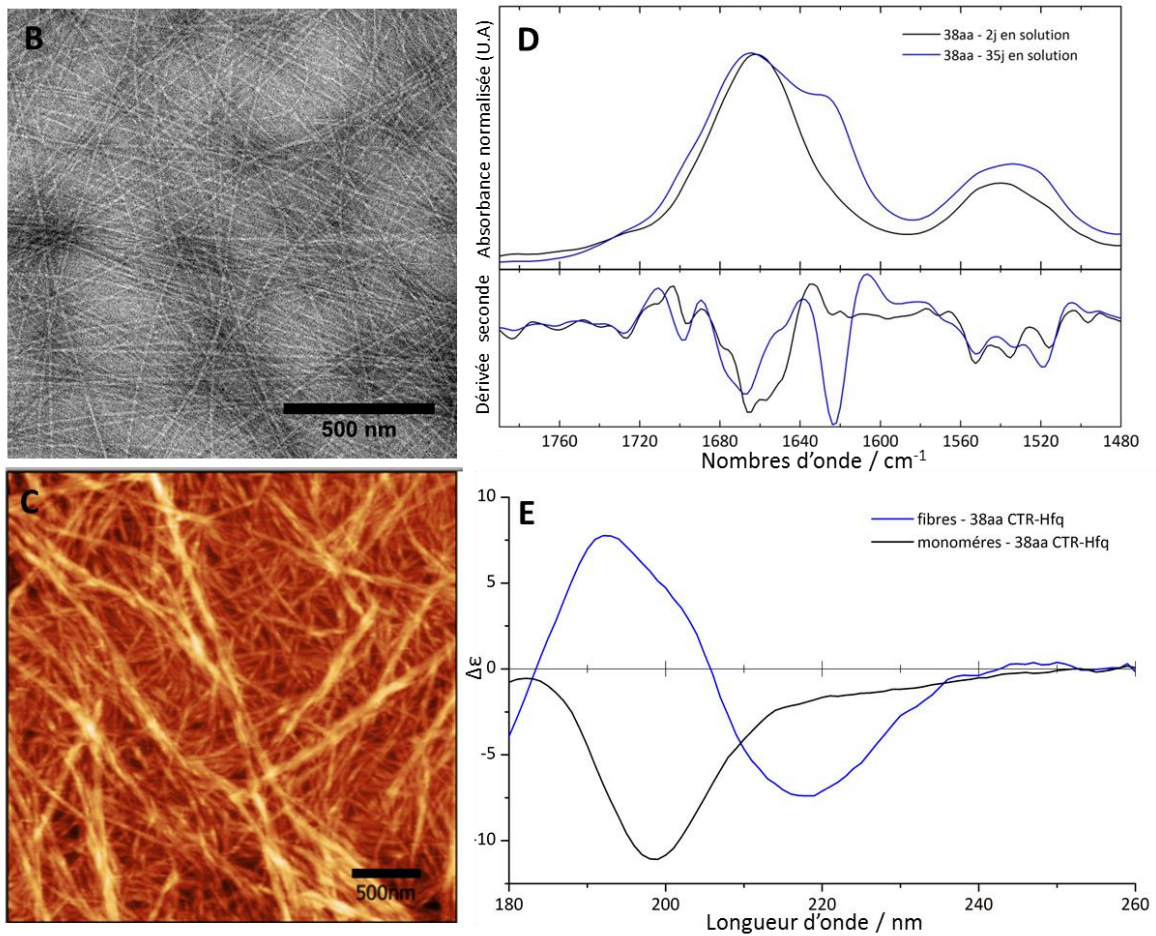 B
500 nm
C
500nm
D
38aa - 2j en solution
38aa - 35j en solution
Absorbance normalisée (U.A)
Dérivée seconde
1760 1720 1680 1640 1600 1560 1520 1480
Nombres d'onde / cm⁻¹
E
fibres - 38aa CTR-Hfq
monoméres - 38aa CTR-Hfq
10
5
0
-5
-10
Δε
180 200 220 240 260
Longueur d'onde / nm